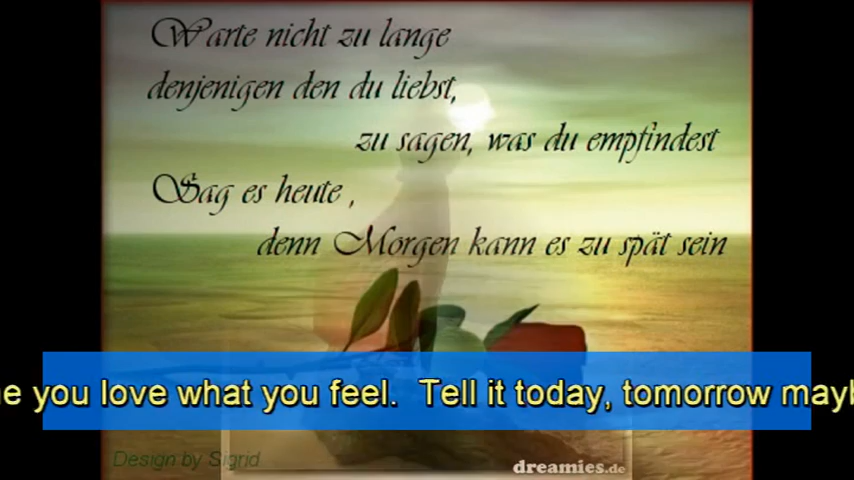 Warte nicht zu lange
denjenigen den du liebst,
zu sagen, was du empfindest
Sag es heute ,
denn Morgen kann es zu spät sein
you love what you feel. Tell it today, tomorrow
Design by Sigrid
dreamies.de